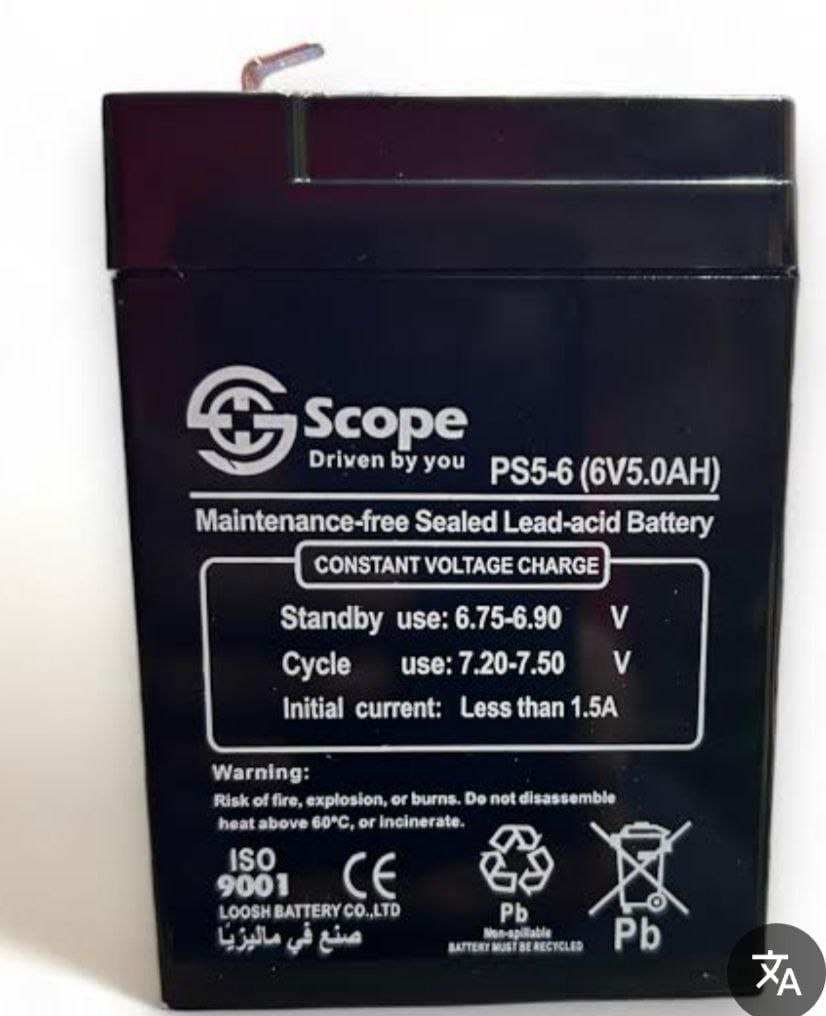 Scope
Driven by you
PS5-6 (6V5.0AH)
Maintenance-free Sealed Lead-acid Battery
CONSTANT VOLTAGE CHARGE
Standby use: 6.75-6.90 V
Cycle use: 7.20-7.50 V
Initial current: Less than 1.5A
Warning:
Risk of fire, explosion, or burns. Do not disassemble
heat above 60°C, or incinerate.
ISO
9001
CE
LOOSH BATTERY CO.,LTD
صنع في ماليزيا
Pb
Non-spillable
BATTERY MUST BE RECYCLED
Pb